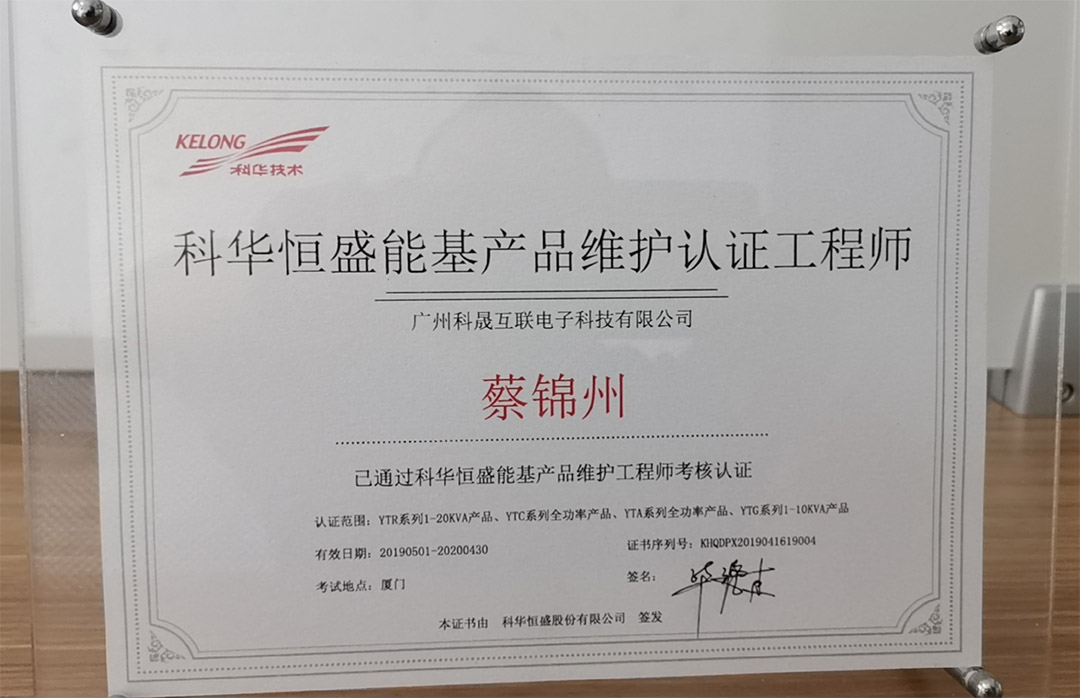 KELONG
科华技术
科华恒盛能基产品维护认证工程师
广州科晟互联电子科技有限公司
蔡锦州
已通过科华恒盛能基产品维护工程师考核认证
认证范围：YTR系列1-20KVA产品、YTC系列全功率产品、YTA系列全功率产品、YTG系列1-10KVA产品
有效日期：20190501-20200430
证书序列号：KHQDPX2019041619004
考试地点：厦门
签名：
本证书由 科华恒盛股份有限公司 签发